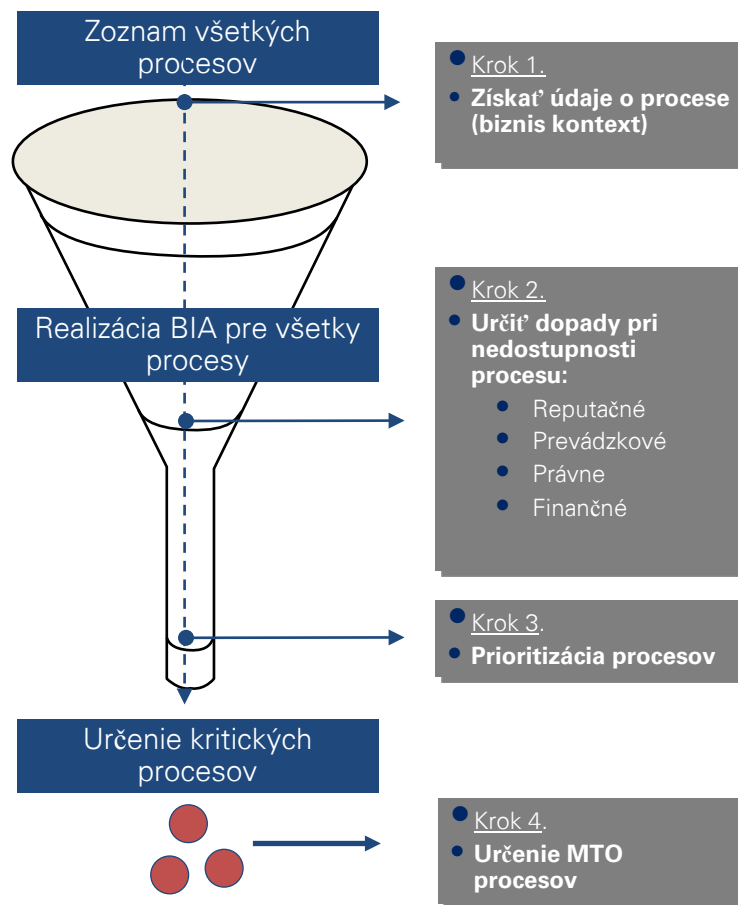 Zoznam všetkých
procesov
Krok 1.
Získať údaje o procese
(biznis kontext)
Realizácia BIA pre všetky
procesy
Krok 2.
Určiť dopady pri
nedostupnosti
procesu:
Reputačné
Prevádzkové
Právne
Finančné
Krok 3.
Prioritizácia procesov
Určenie kritických
procesov
Krok 4.
Určenie MTO
procesov